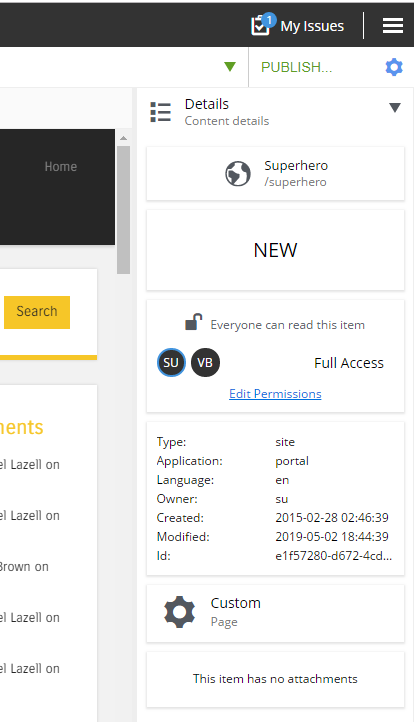 1
My Issues
PUBLISH...
Details
Content details
Home
Superhero
/superhero
NEW
Search
Everyone can read this item
SU VB Full Access
Edit Permissions
ents
el Lazell on
el Lazell on
Brown on
el Lazell on
el Lazell on
Type: site
Application: portal
Language: en
Owner: su
Created: 2015-02-28 02:46:39
Modified: 2019-05-02 18:44:39
Id: e1f57280-d672-4cd...
Custom
Page
This item has no attachments